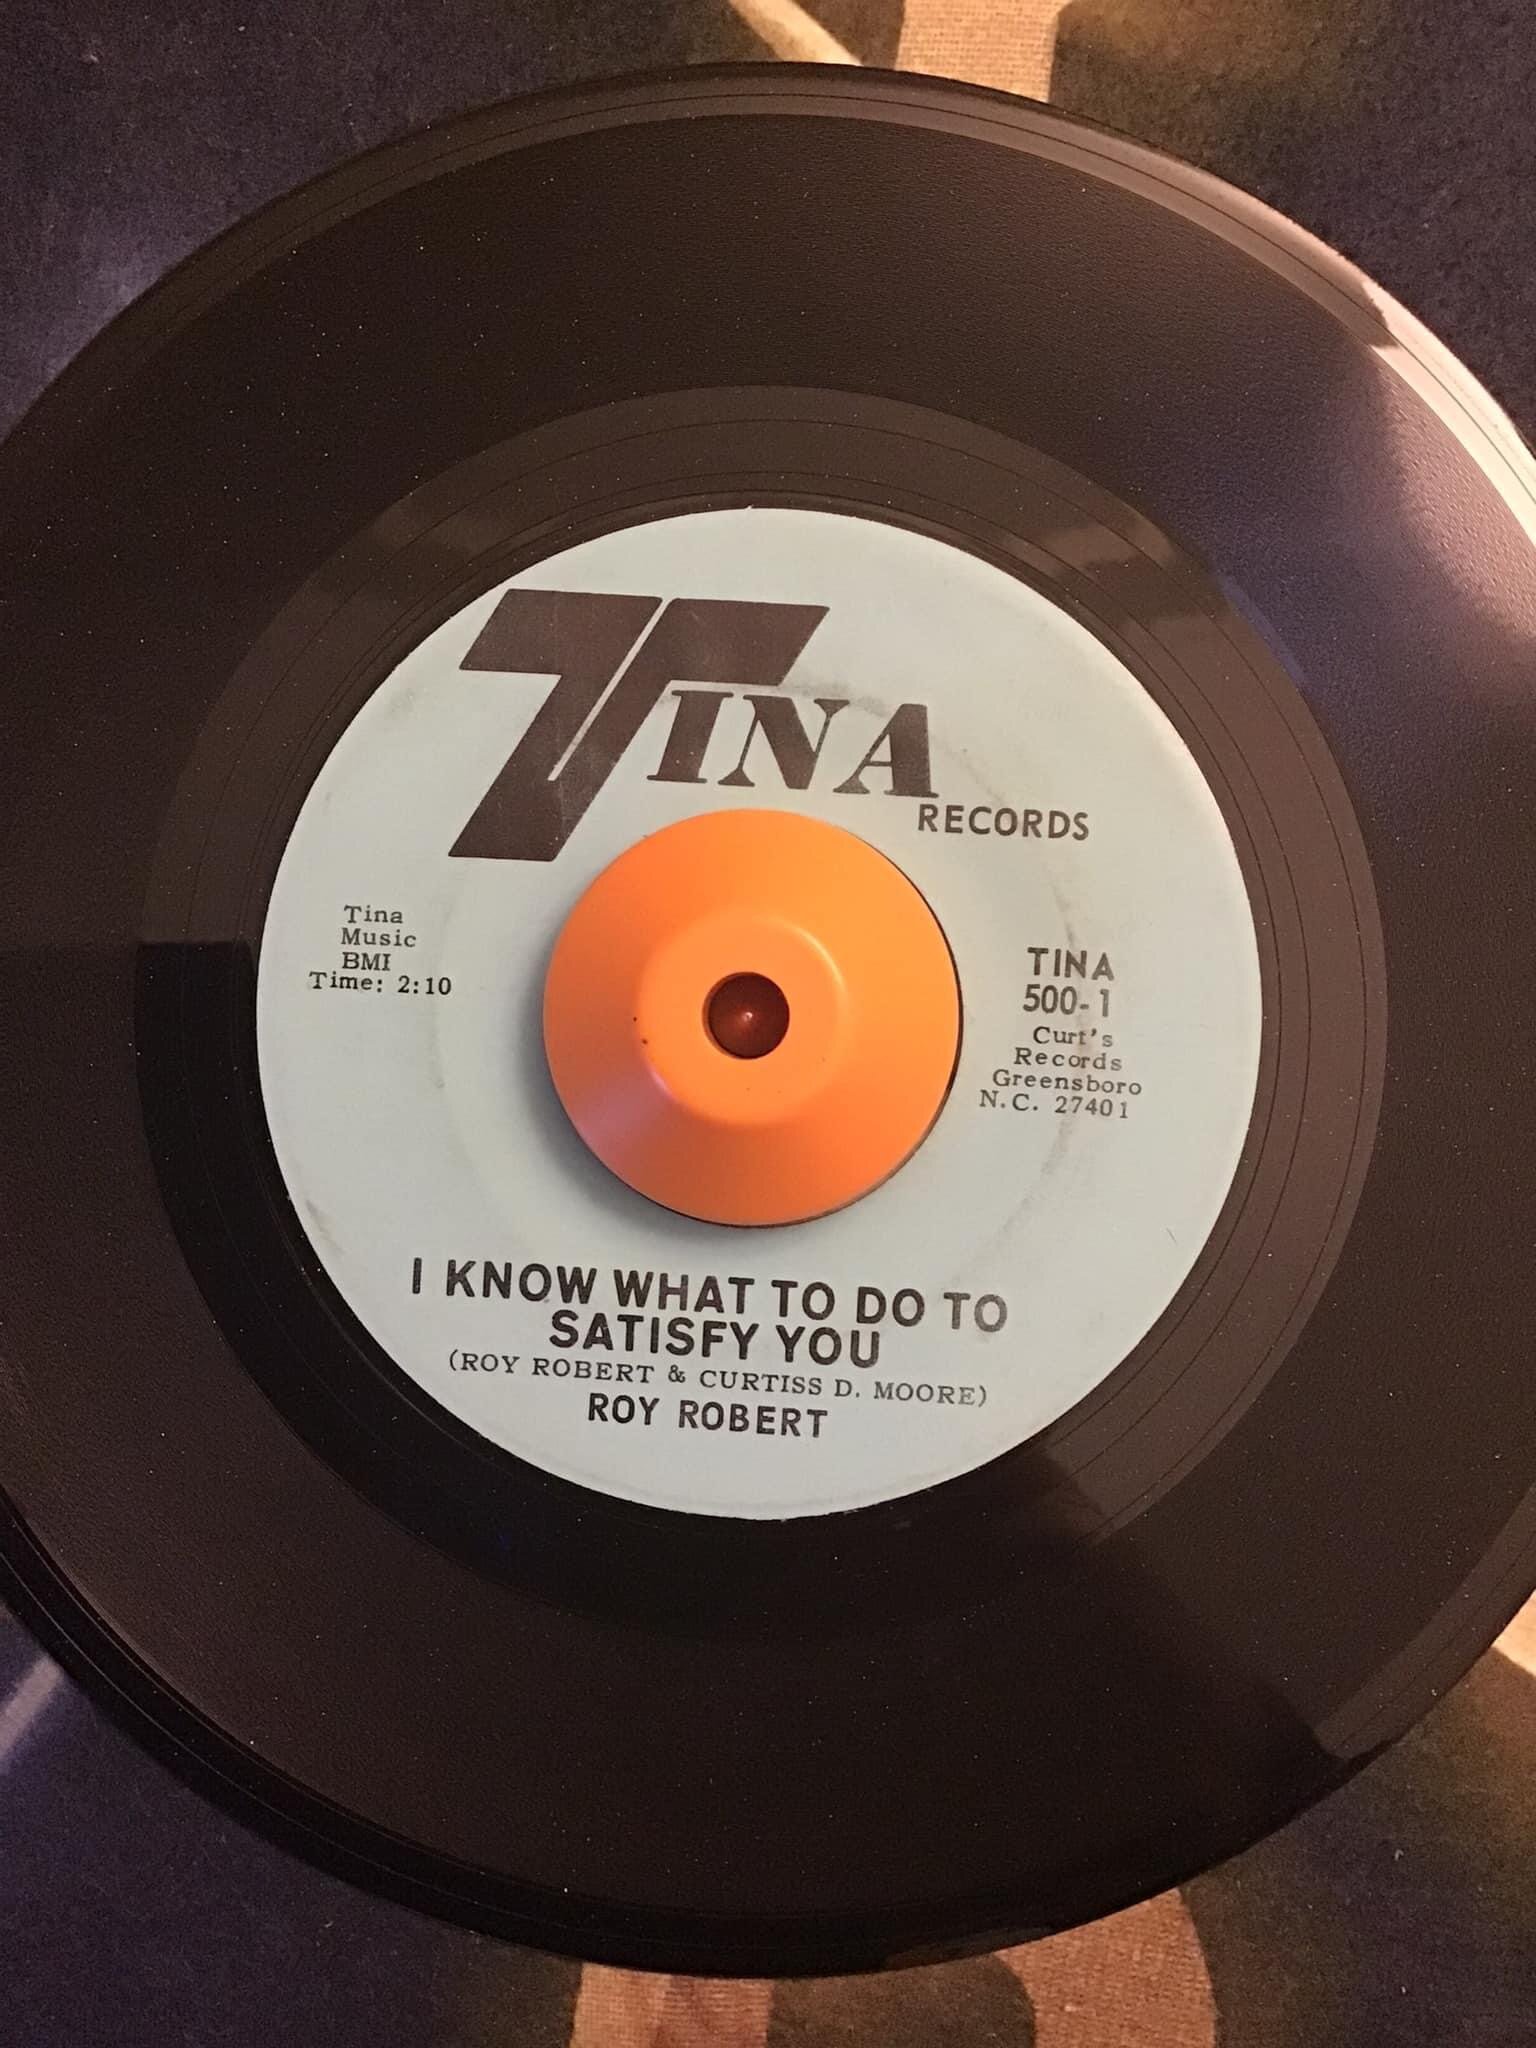 TINA
RECORDS
Tina
Music
BMI
Time: 2:10
TINA
500-1
Curt's
Records
Greensboro
N.C. 27401
I KNOW WHAT TO DO TO
SATISFY YOU
(ROY ROBERT & CURTISS D. MOORE)
ROY ROBERT